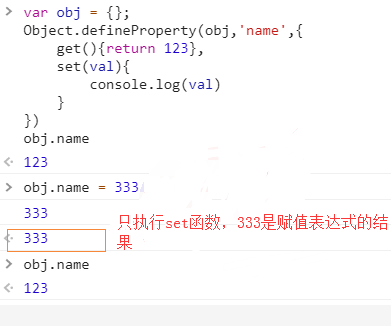 var obj = {};
Object.defineProperty(obj,'name',{
get(){return 123},
set(val){
console.log(val)
}
})
obj.name
123
obj.name = 333
333
333
只执行set函数，333是赋值表达式的结
果
obj.name
123